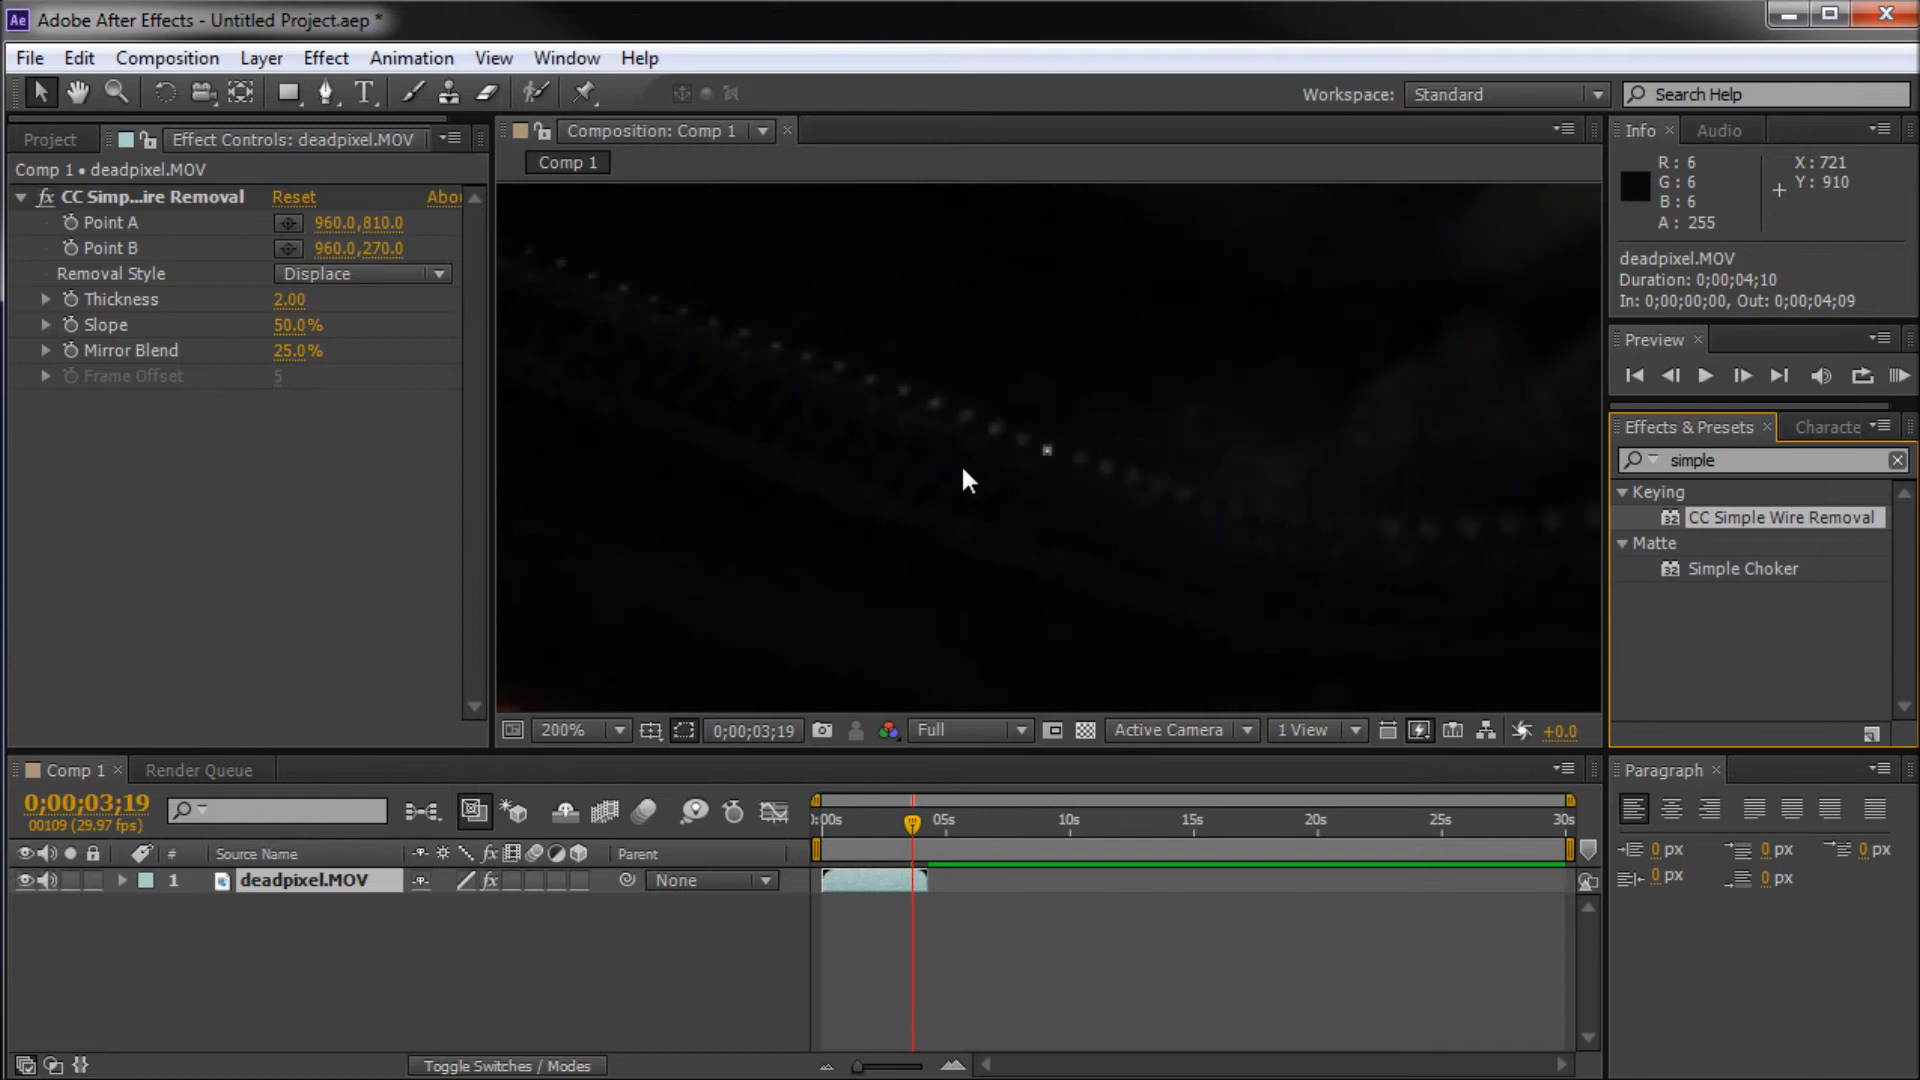 Ae Adobe After Effects - Untitled Project.aep *
File Edit Composition Layer Effect Animation View Window Help
T Workspace: Standard Search Help
Project Effect Controls: deadpixel.MOV
Composition: Comp 1
Info Audio
Comp 1 • deadpixel.MOV
Comp 1
fx CC Simp...ire Removal Reset Abou
Point A 960.0,810.0
Point B 960.0,270.0
Removal Style Displace
Thickness 2.00
Slope 50.0%
Mirror Blend 25.0%
Frame Offset 5
R : 6 X : 721
G : 6 Y : 910
B : 6
A : 255
deadpixel.MOV
Duration: 0;00;04;10
In: 0;00;00;00, Out: 0;00;04;09
Preview
Effects & Presets Characte
simple
Keying
32 CC Simple Wire Removal
Matte
32 Simple Choker
200% 0;00;03;19 Full Active Camera 1 View +0.0
Comp 1 Render Queue
0;00;03;19
00109 (29.97 fps)
):00s 05s 10s 15s 20s 25s 30s
# Source Name fx Parent
1 deadpixel.MOV fx None
Toggle Switches / Modes
Paragraph
0 px 0 px 0 px
0 px 0 px